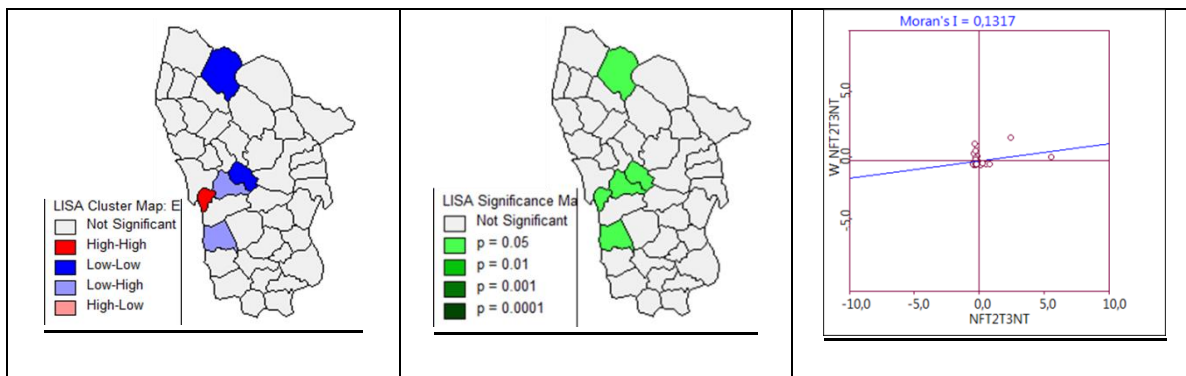 LISA Cluster Map: E
Not Significant
High-High
Low-Low
Low-High
High-Low
LISA Significance Ma
Not Significant
p = 0.05
p = 0.01
p = 0.001
p = 0.0001
Moran's I = 0,1317
W_NFT2T3NT
5,0
0,0
-5,0
-10,0 -5,0 0,0 5,0 10,0
NFT2T3NT